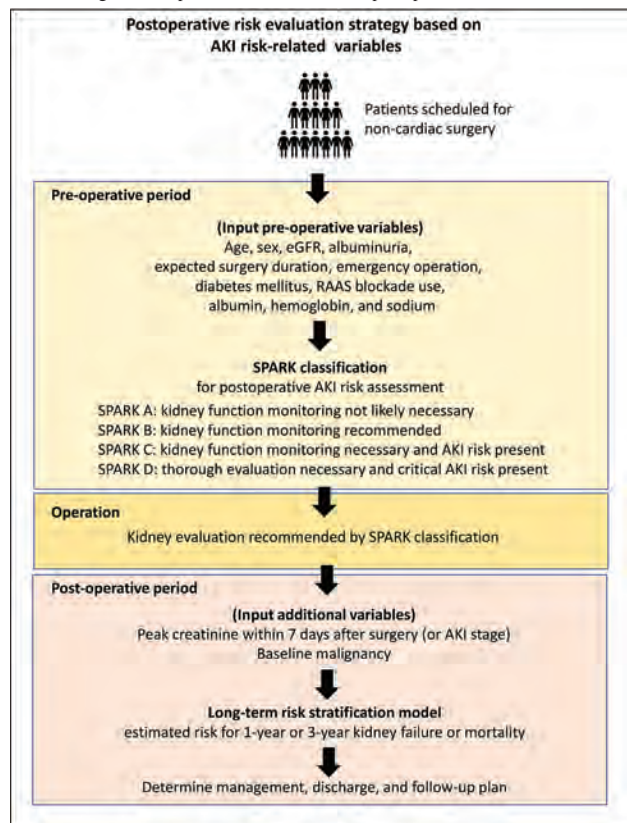 Postoperative risk evaluation strategy based on
AKI risk-related variables
Patients scheduled for
non-cardiac surgery
Pre-operative period
(Input pre-operative variables)
Age, sex, eGFR, albuminuria,
expected surgery duration, emergency operation,
diabetes mellitus, RAAS blockade use,
albumin, hemoglobin, and sodium
SPARK classification
for postoperative AKI risk assessment
SPARK A: kidney function monitoring not likely necessary
SPARK B: kidney function monitoring recommended
SPARK C: kidney function monitoring necessary and AKI risk present
SPARK D: thorough evaluation necessary and critical AKI risk present
Operation
Kidney evaluation recommended by SPARK classification
Post-operative period
(Input additional variables)
Peak creatinine within 7 days after surgery (or AKI stage)
Baseline malignancy
Long-term risk stratification model
estimated risk for 1-year or 3-year kidney failure or mortality
Determine management, discharge, and follow-up plan